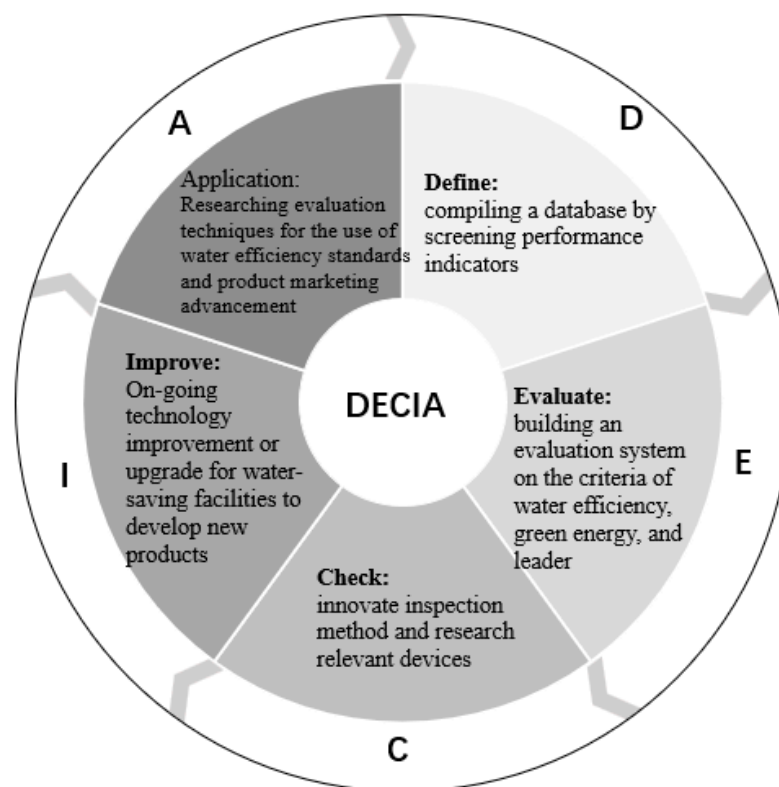 A
D
Application:
Researching evaluation
techniques for the use of
water efficiency standards
and product marketing
advancement
Define:
compiling a database by
screening performance
indicators
Improve:
On-going
technology
improvement or
upgrade for water-
saving facilities to
develop new
products
DECIA
Evaluate:
building an
evaluation system
on the criteria of
water efficiency,
green energy, and
leader
I
E
Check:
innovate inspection
method and research
relevant devices
C